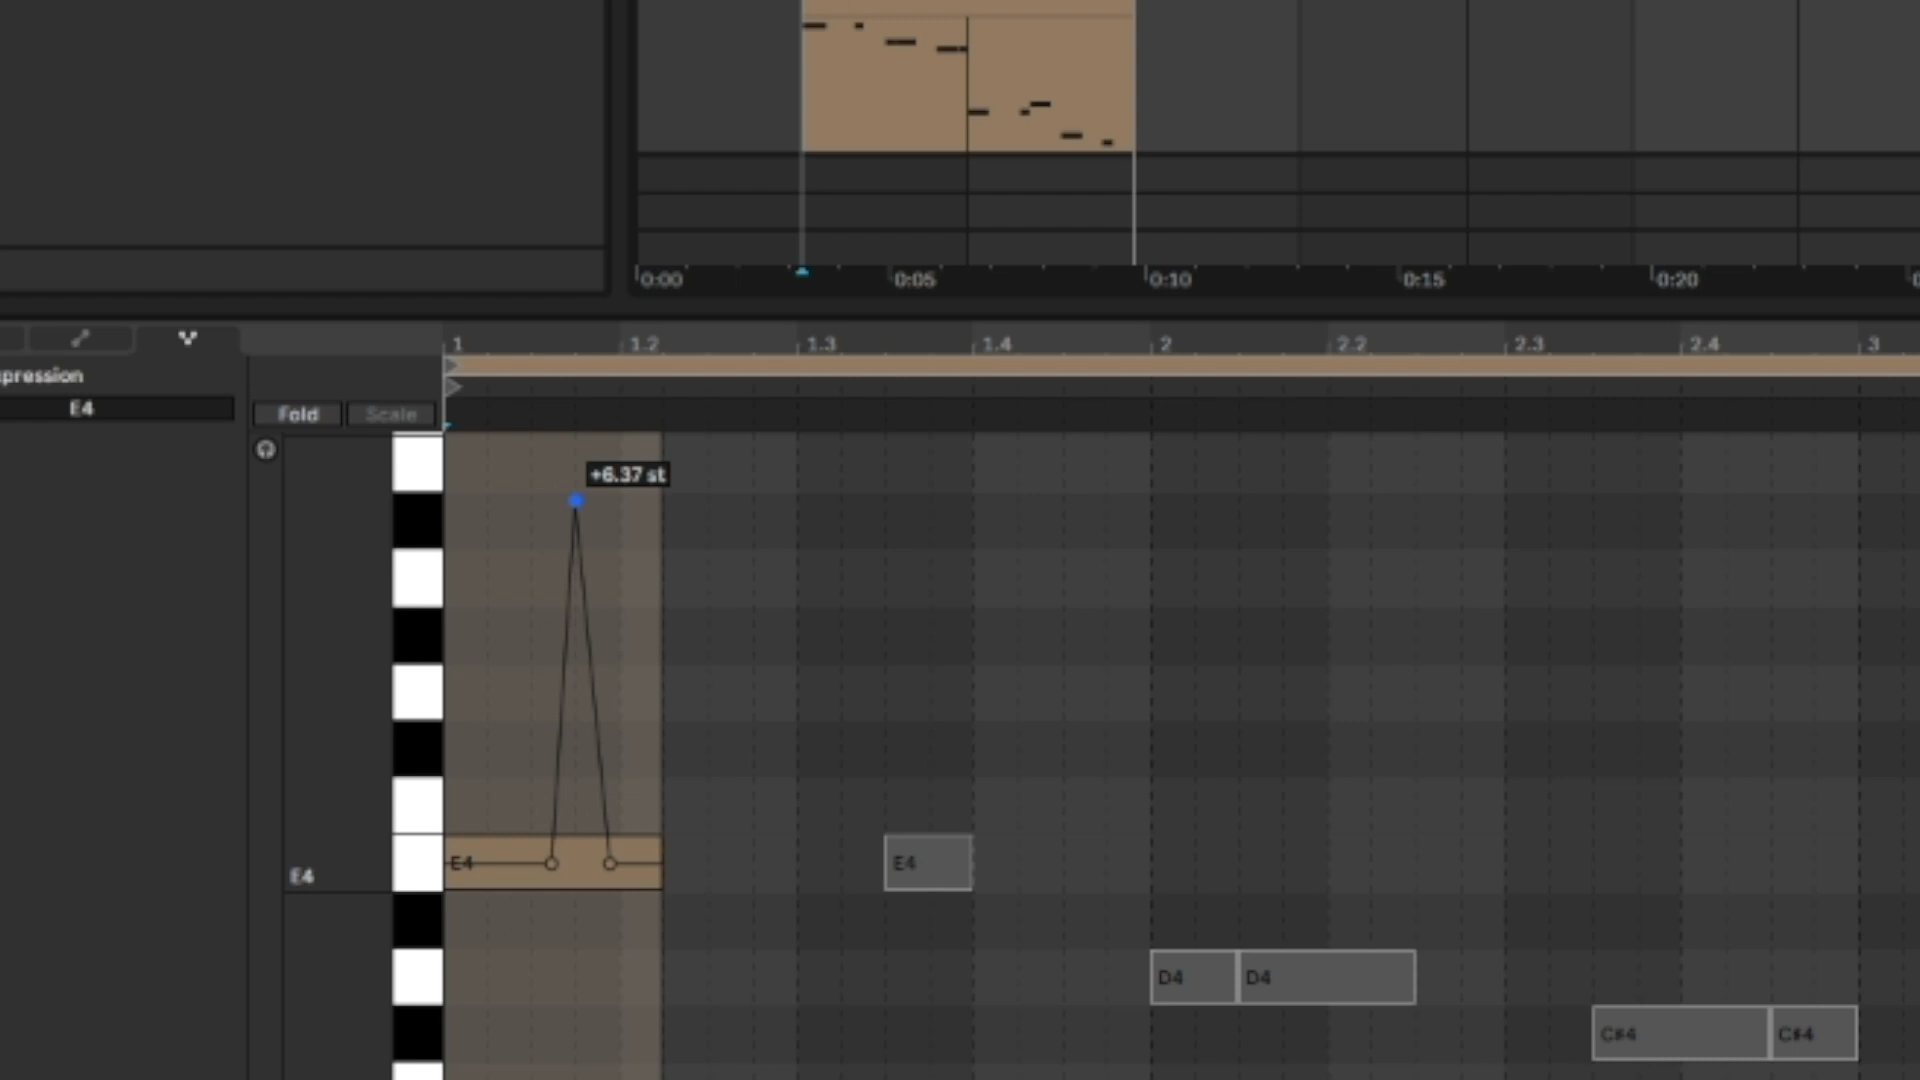 0:00 0:05 0:10 0:15 0:20
1 1.2 1.3 1.4 2 2.2 2.3 2.4 3
pression
E4
Fold Scale
+6.37 st
E4 E4
E4
D4 D4
C#4 C#4